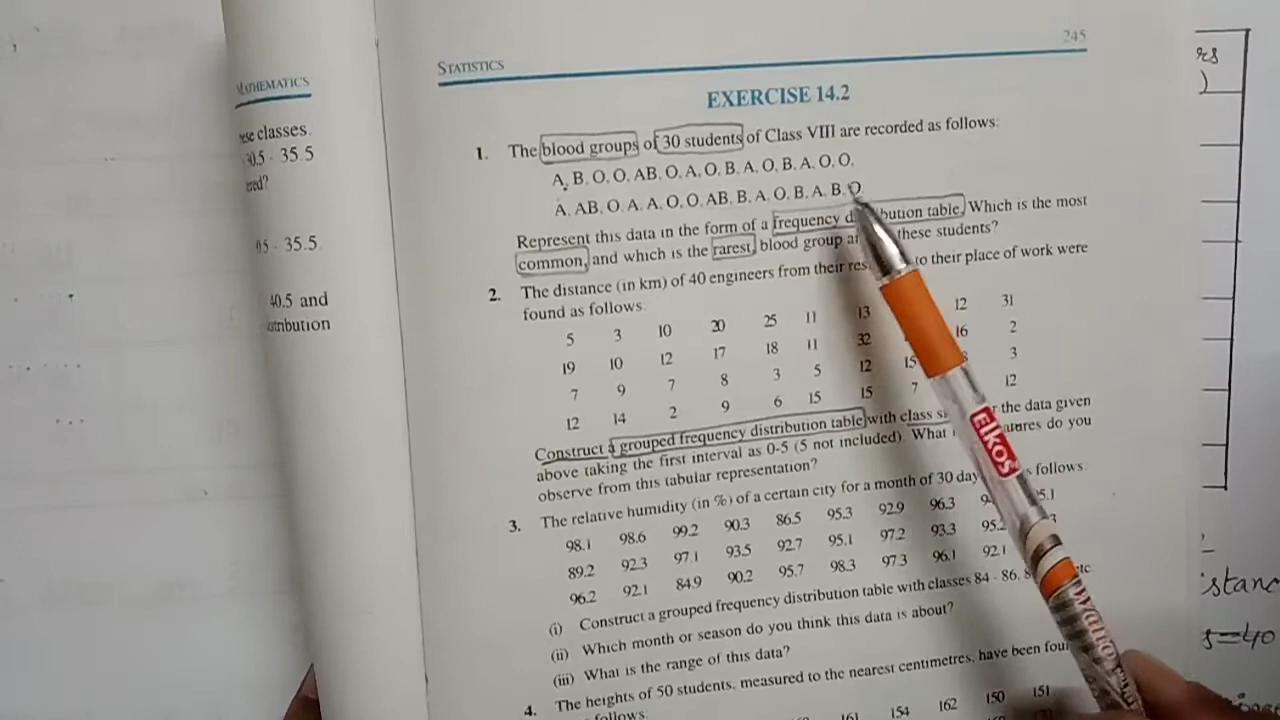 MATHEMATICS
classes.
35.5
35.5
40.5 and
STATISTICS
245
EXERCISE 14.2
1. The blood groups of 30 students of Class VIII are recorded as follows:
A, B, O, O, AB, O, A, O, B, A, O, B, A, O, O,
A, AB, O, A, A, O, O, AB, B, A, O, B, A, B, O.
Represent this data in the form of a frequency table. Which is the most
common, and which is the rarest, blood group these students?
2. The distance (in km) of 40 engineers from their to their place of work were
found as follows:
5 3 10 20 25 11 13 12 31
19 10 12 17 18 11 32 16 2
7 9 7 8 3 5 12 15 3
12 14 2 9 6 15 15 7 12
Construct a grouped frequency distribution table with class the data given
above taking the first interval as 0-5 (5 not included). What do you
observe from this tabular representation?
3. The relative humidity (in %) of a certain city for a month of 30 follows:
98.1 98.6 99.2 90.3 86.5 95.3 92.9 96.3
89.2 92.3 97.1 93.5 92.7 95.1 97.2 93.3
96.2 92.1 84.9 90.2 95.7 98.3 97.3 96.1 92.1
(i) Construct a grouped frequency distribution table with classes 84 - 86,
(ii) Which month or season do you think this data is about?
(iii) What is the range of this data?
4. The heights of 50 students, measured to the nearest centimetres, have been
follows:
161 154 162 150 151
elkos